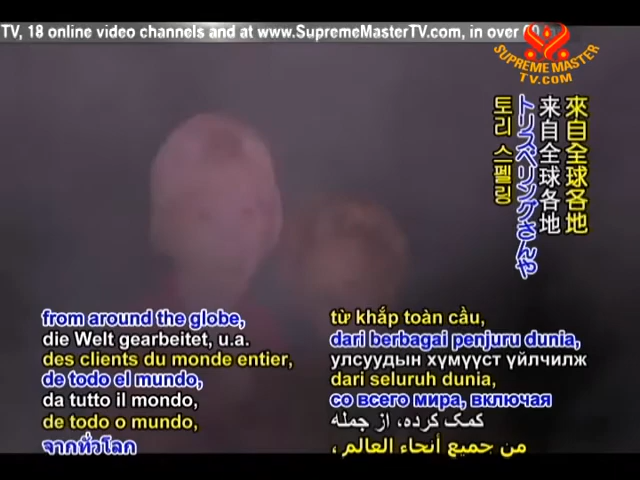 TV, 18 online video channels and at www.SupremeMasterTV.com, in over
SUPREME MASTER
TV.COM
來自全球各地
来自全球各地
トリスペリングさんや
토리 스펠링
from around the globe,
die Welt gearbeitet, u.a.
des clients du monde entier,
de todo el mundo,
da tutto il mondo,
de todo o mundo,
จากทั่วโลก
từ khắp toàn cầu,
dari berbagai penjuru dunia,
улсуудын хүмүүст үйлчилж
dari seluruh dunia,
со всего мира, включая
کمک کرده، از جمله
من جميع أنحاء العالم،